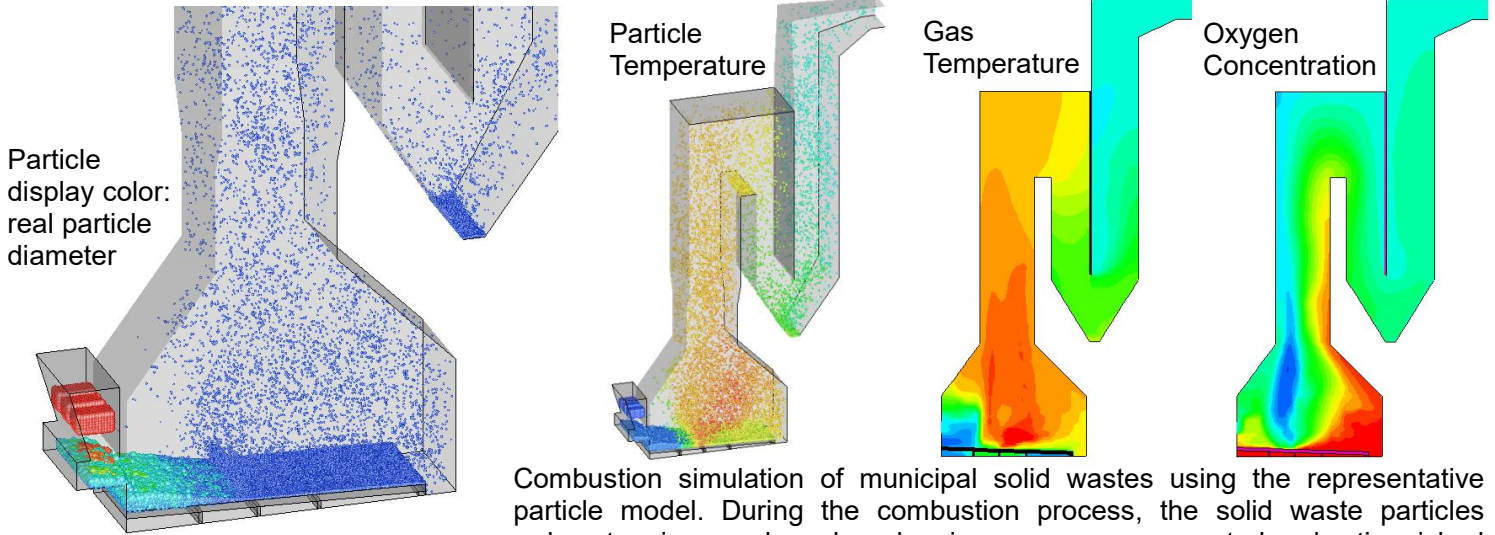 Particle
display color:
real particle
diameter
Particle
Temperature
Gas
Temperature
Oxygen
Concentration
Combustion simulation of municipal solid wastes using the representative
particle model. During the combustion process, the solid waste particles